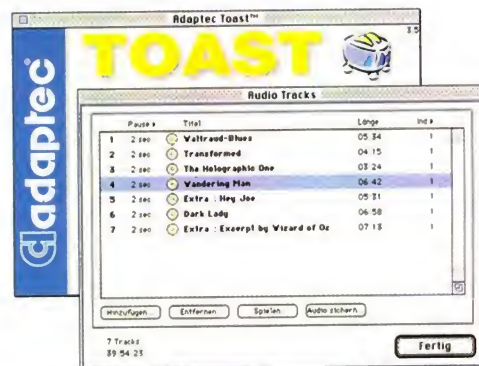 Adaptec Toast™
TOAST
3.5
adaptec
Audio Tracks
Pause Titel Länge Ind
1 2 sec Waltraud-Blues 05:34 1
2 2 sec Transformed 04:15 1
3 2 sec The Holographic One 03:24 1
4 2 sec Wandering Man 06:42 1
5 2 sec Extra : Hey Joe 05:31 1
6 2 sec Dark Lady 06:58 1
7 2 sec Extra : Excerpt by Wizard of Oz 07:13 1
Hinzufügen... Entfernen Spielen Audio sichern...
7 Tracks
39:54:23
Fertig